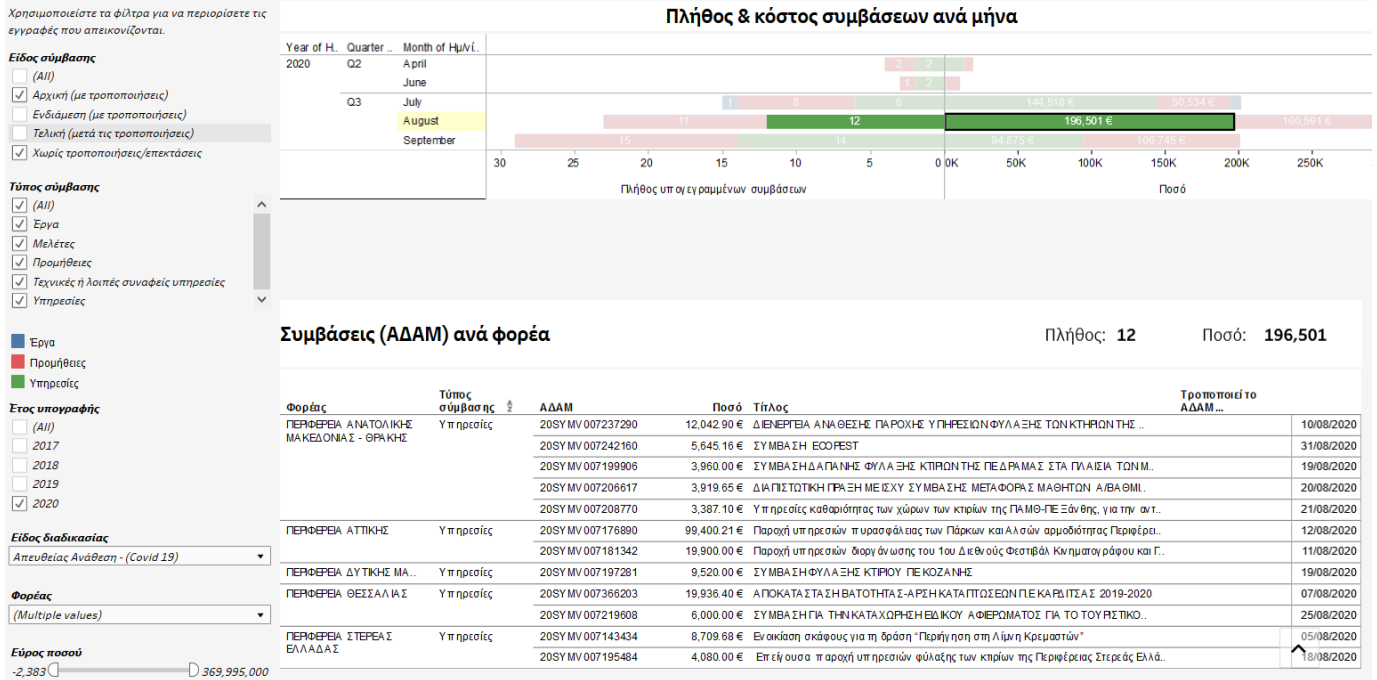 Χρησιμοποιείστε τα φίλτρα για να περιορίσετε τις
εγγραφές που απεικονίζονται.
Είδος σύμβασης
(All)
Αρχική (με τροποποιήσεις)
Ενδιάμεση (με τροποποιήσεις)
Τελική (μετά τις τροποποιήσεις)
Χωρίς τροποποιήσεις/επεκτάσεις
Τύπος σύμβασης
(All)
Έργα
Μελέτες
Προμήθειες
Τεχνικές ή λοιπές συναφείς υπηρεσίες
Υπηρεσίες
Έργα
Προμήθειες
Υπηρεσίες
Έτος υπογραφής
(All)
2017
2018
2019
2020
Είδος διαδικασίας
Απευθείας Ανάθεση - (Covid 19)
Φορέας
(Multiple values)
Εύρος ποσού
-2,383 369,995,000
Πλήθος & κόστος συμβάσεων ανά μήνα
Year of H.. Quarter .. Month of Ημ/νί..
2020 Q2 April 2 2
June 1 2
Q3 July 1 8 6 144,518 € 50,534 €
August 11 12 196,501 € 100,591 €
September 15 14 94,875 € 106,745 €
30 25 20 15 10 5 0 0K 50K 100K 150K 200K 250K
Πλήθος υπογεγραμμένων συμβάσεων Ποσό
Συμβάσεις (ΑΔΑΜ) ανά φορέα Πλήθος: 12 Ποσό: 196,501
Φορέας Τύπος σύμβασης ΑΔΑΜ Ποσό Τίτλος Τροποποιεί το ΑΔΑΜ...
ΠΕΡΙΦΕΡΕΙΑ ΑΝΑΤΟΛΙΚΗΣ Υπηρεσίες 20SYMV007237290 12,042.90 € ΔΙΕΝΕΡΓΕΙΑ ΑΝΑΘΕΣΗΣ ΠΑΡΟΧΗΣ ΥΠΗΡΕΣΙΩΝ ΦΥΛΑΞΗΣ ΤΩΝ ΚΤΗΡΙΩΝ ΤΗΣ .. 10/08/2020
ΜΑΚΕΔΟΝΙΑΣ - ΘΡΑΚΗΣ
20SYMV007242160 5,645.16 € ΣΥΜΒΑΣΗ ECOPEST 31/08/2020
20SYMV007199906 3,960.00 € ΣΥΜΒΑΣΗ ΔΑΠΑΝΗΣ ΦΥΛΑΞΗΣ ΚΤΙΡΙΩΝ ΤΗΣ ΠΕ ΔΡΑΜΑΣ ΣΤΑ ΠΛΑΙΣΙΑ ΤΩΝ Μ.. 19/08/2020
20SYMV007206617 3,919.65 € ΔΙΑΠΙΣΤΩΤΙΚΗ ΠΡΑΞΗ ΜΕ ΙΣΧΥ ΣΥΜΒΑΣΗΣ ΜΕΤΑΦΟΡΑΣ ΜΑΘΗΤΩΝ Α/ΒΑΘΜΙ.. 20/08/2020
20SYMV007208770 3,387.10 € Υπηρεσίες καθαριότητας των χώρων των κτιρίων της ΠΑΜΘ-ΠΕ Ξάνθης, για την αντ.. 21/08/2020
ΠΕΡΙΦΕΡΕΙΑ ΑΤΤΙΚΗΣ Υπηρεσίες 20SYMV007176890 99,400.21 € Παροχή υπηρεσιών πυρασφάλειας των Πάρκων και Αλσών αρμοδιότητας Περιφέρει.. 12/08/2020
20SYMV007181342 19,900.00 € Παροχή υπηρεσιών διοργάνωσης του 1ου Διεθνούς Φεστιβάλ Κινηματογράφου και Γ.. 11/08/2020
ΠΕΡΙΦΕΡΕΙΑ ΔΥΤΙΚΗΣ ΜΑ.. Υπηρεσίες 20SYMV007197281 9,520.00 € ΣΥΜΒΑΣΗ ΦΥΛΑΞΗΣ ΚΤΙΡΙΟΥ ΠΕ ΚΟΖΑΝΗΣ 19/08/2020
ΠΕΡΙΦΕΡΕΙΑ ΘΕΣΣΑΛΙΑΣ Υπηρεσίες 20SYMV007366203 19,936.40 € ΑΠΟΚΑΤΑΣΤΑΣΗ ΒΑΤΟΤΗΤΑΣ-ΑΡΣΗ ΚΑΤΑΠΤΩΣΕΩΝ Π.Ε ΚΑΡΔΙΤΣΑΣ 2019-2020 07/08/2020
20SYMV007219608 6,000.00 € ΣΥΜΒΑΣΗ ΓΙΑ ΤΗΝ ΚΑΤΑΧΩΡΗΣΗ ΕΙΔΙΚΟΥ ΑΦΙΕΡΩΜΑΤΟΣ ΓΙΑ ΤΟ ΤΟΥΡΙΣΤΙΚΟ.. 25/08/2020
ΠΕΡΙΦΕΡΕΙΑ ΣΤΕΡΕΑΣ Υπηρεσίες 20SYMV007143434 8,709.68 € Ενοικίαση σκάφους για τη δράση "Περιήγηση στη Λίμνη Κρεμαστών" 05/08/2020
ΕΛΛΑΔΑΣ
20SYMV007195484 4,080.00 € Επείγουσα παροχή υπηρεσιών φύλαξης των κτιρίων της Περιφέρειας Στερεάς Ελλά.. 18/08/2020